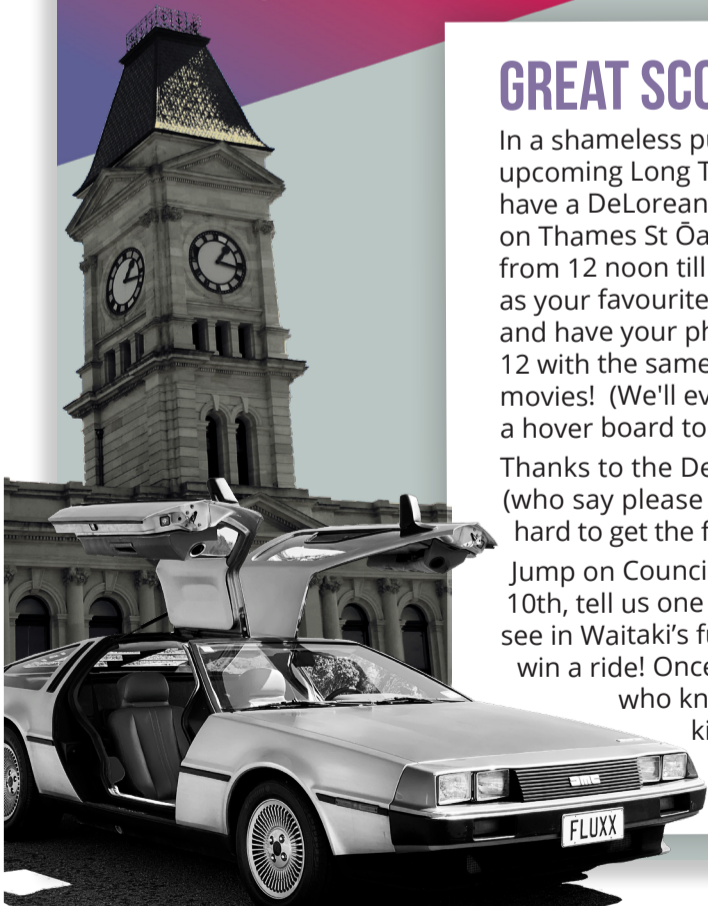 GREAT SCO
In a shameless pu
upcoming Long T
have a DeLorean
on Thames St Ōa
from 12 noon till
as your favourite
and have your ph
12 with the same
movies! (We'll ev
a hover board to
Thanks to the De
(who say please
hard to get the f
Jump on Counci
10th, tell us one
see in Waitaki's fu
win a ride! Once
who kn
ki
DMC
FLUXX